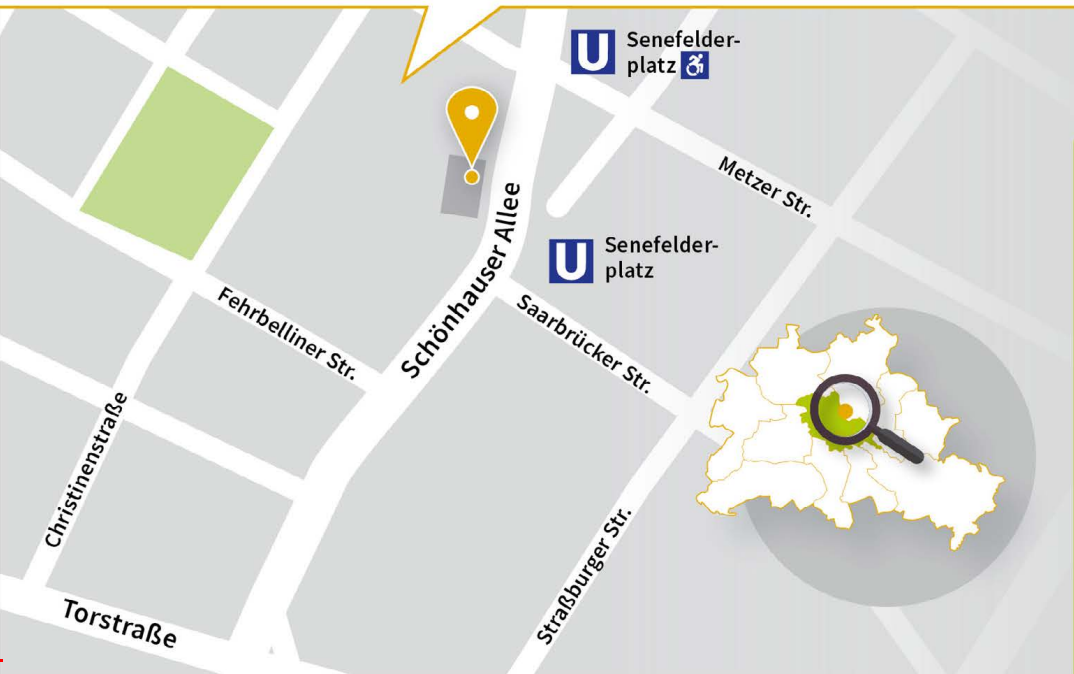 U
Senefelder-
platz
Metzer Str.
Schönhauser Allee
U
Senefelder-
platz
Fehrbelliner Str.
Saarbrücker Str.
Christinenstraße
Straßburger Str.
Torstraße